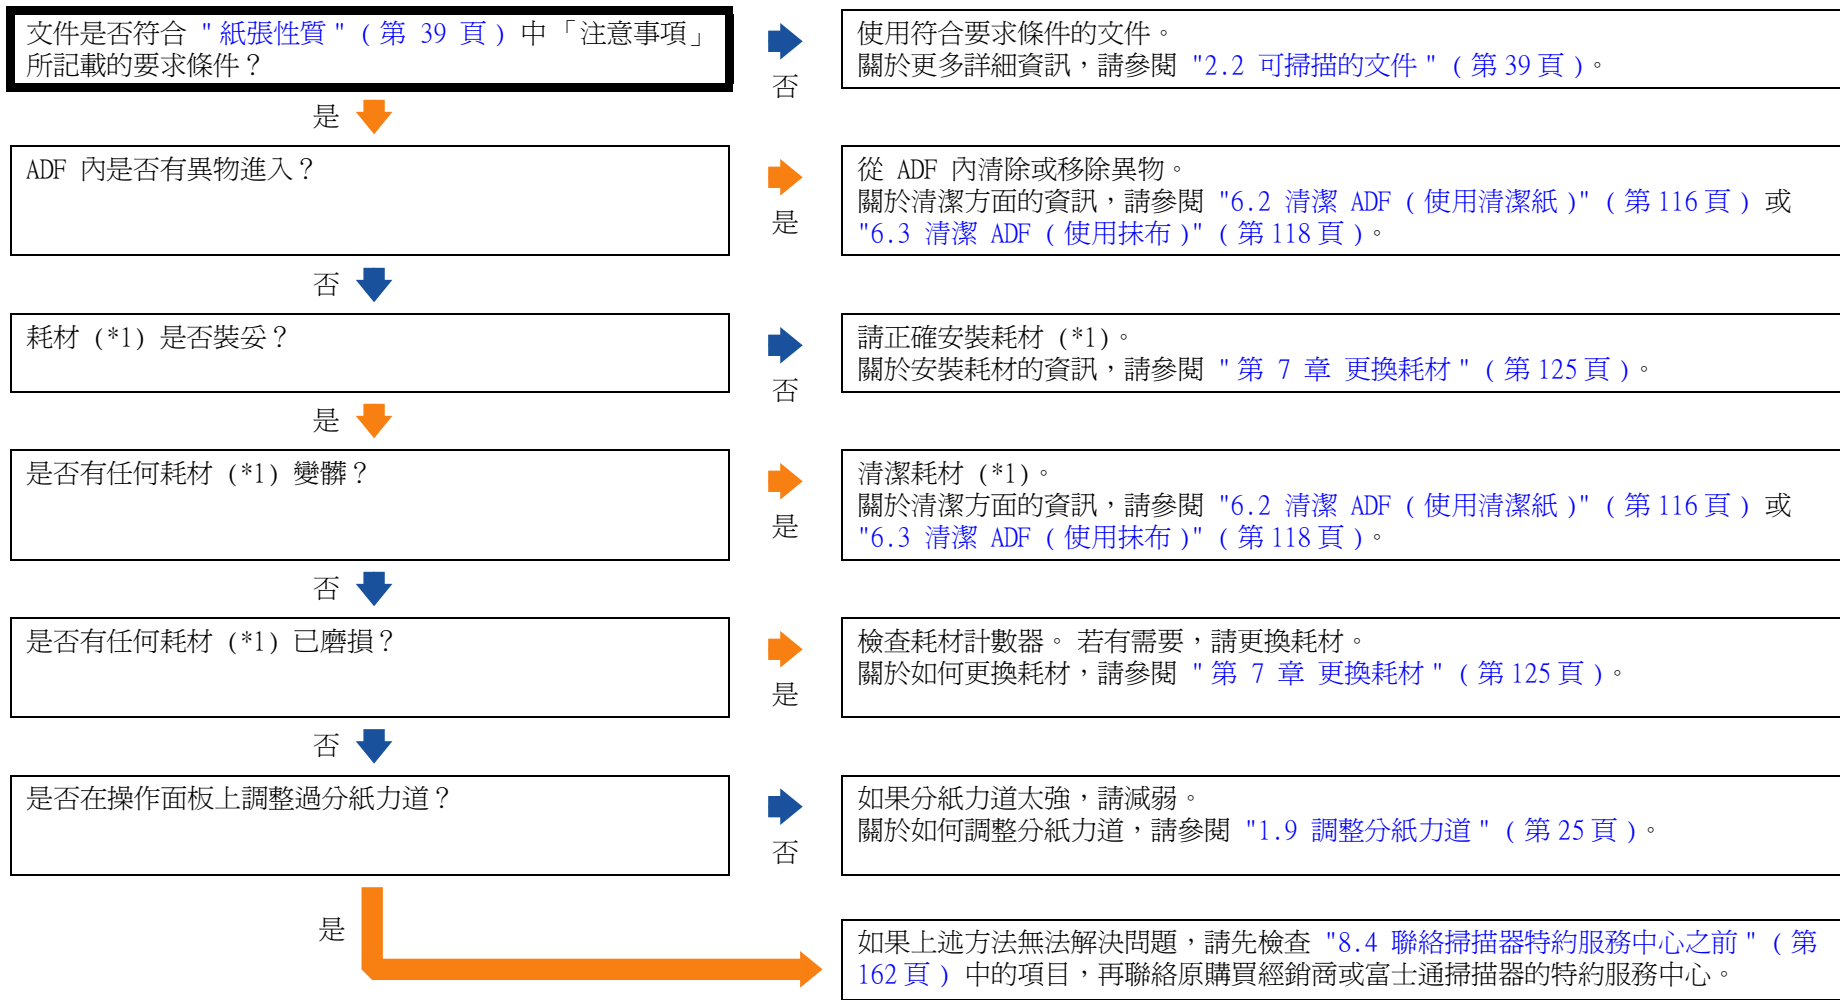 文件是否符合 "紙張性質" (第 39 頁) 中「注意事項」
所記載的要求條件？
否
使用符合要求條件的文件。
關於更多詳細資訊，請參閱 "2.2 可掃描的文件" (第 39 頁)。
是
ADF 內是否有異物進入？
是
從 ADF 內清除或移除異物。
關於清潔方面的資訊，請參閱 "6.2 清潔 ADF (使用清潔紙)" (第 116 頁) 或
"6.3 清潔 ADF (使用抹布)" (第 118 頁)。
否
耗材 (*1) 是否裝妥？
否
請正確安裝耗材 (*1)。
關於安裝耗材的資訊，請參閱 "第 7 章 更換耗材" (第 125 頁)。
是
是否有任何耗材 (*1) 變髒？
是
清潔耗材 (*1)。
關於清潔方面的資訊，請參閱 "6.2 清潔 ADF (使用清潔紙)" (第 116 頁) 或
"6.3 清潔 ADF (使用抹布)" (第 118 頁)。
否
是否有任何耗材 (*1) 已磨損？
是
檢查耗材計數器。 若有需要，請更換耗材。
關於如何更換耗材，請參閱 "第 7 章 更換耗材" (第 125 頁)。
否
是否在操作面板上調整過分紙力道？
否
如果分紙力道太強，請減弱。
關於如何調整分紙力道，請參閱 "1.9 調整分紙力道" (第 25 頁)。
是
如果上述方法無法解決問題，請先檢查 "8.4 聯絡掃描器特約服務中心之前" (第
162 頁) 中的項目，再聯絡原購買經銷商或富士通掃描器的特約服務中心。